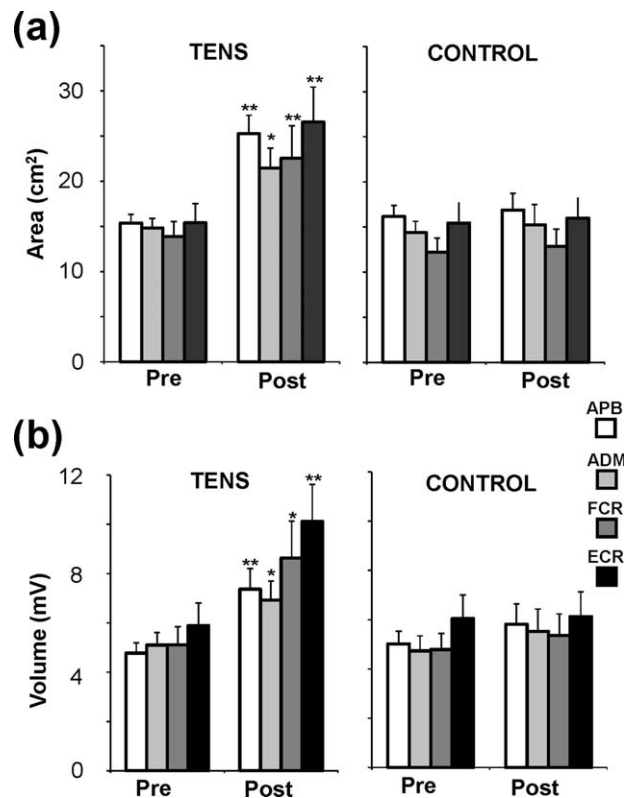 (a)
TENS
CONTROL
Area (cm²)
30
20
10
0
** * ** **
Pre
Post
Pre
Post
(b)
TENS
CONTROL
Volume (mV)
12
8
4
0
** * * **
Pre
Post
Pre
Post
APB
ADM
FCR
ECR